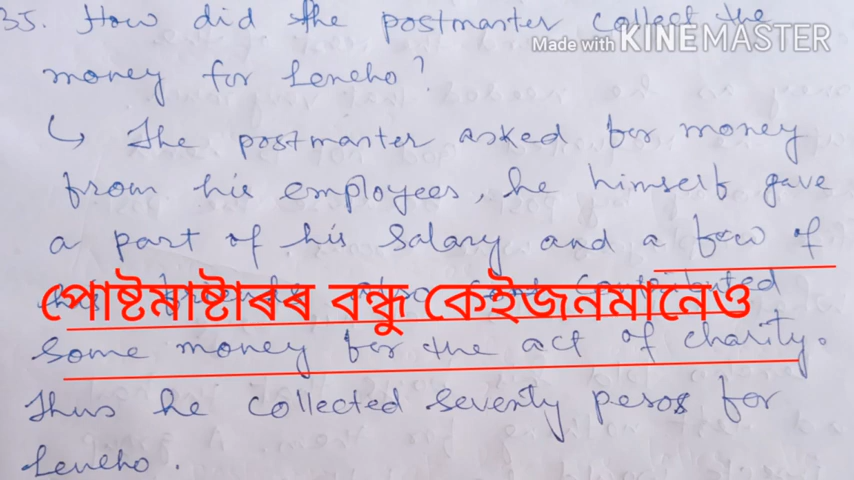 35. How did the postmaster collect the
Made with KINEMASTER
money for Lencho?
↳ The postmaster asked for money
from his employees, he himself gave
a part of his salary and a few of
পোষ্টমাষ্টাৰৰ বন্ধু কেইজনমানেও
contributed
some money for the act of charity.
Thus he collected seventy pesos for
Lencho.